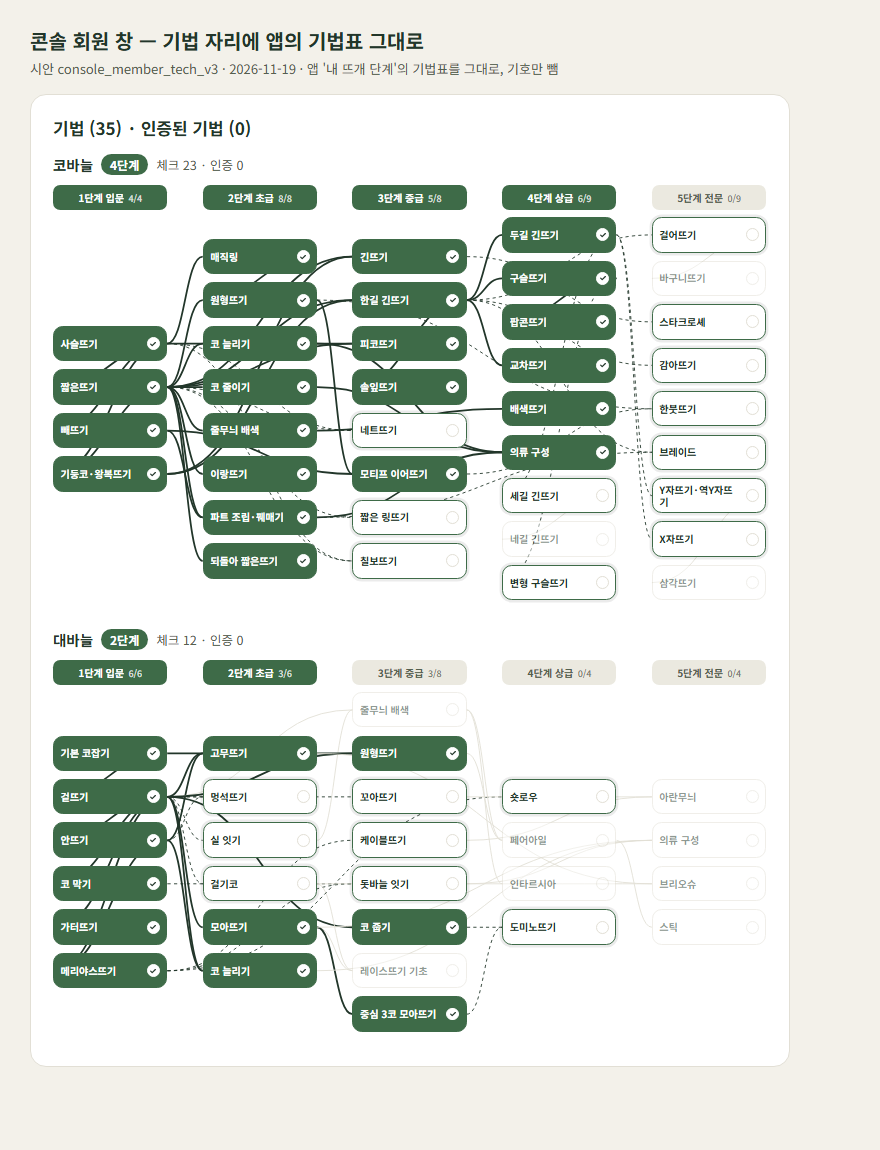 콘솔 회원 창 — 기법 자리에 앱의 기법표 그대로
시안 console_member_tech_v3 · 2026-11-19 · 앱 '내 뜨개 단계'의 기법표를 그대로, 기호만 뺌
기법 (35) · 인증된 기법 (0)
코바늘 4단계 체크 23 · 인증 0
1단계 입문 4/4
2단계 초급 8/8
3단계 중급 5/8
4단계 상급 6/9
5단계 전문 0/9
사슬뜨기
짧은뜨기
빼뜨기
기둥코·왕복뜨기
매직링
원형뜨기
코 늘리기
코 줄이기
줄무늬 배색
이랑뜨기
파트 조립·꿰매기
되돌아 짧은뜨기
긴뜨기
한길 긴뜨기
피코뜨기
솔잎뜨기
네트뜨기
모티프 이어뜨기
짧은 링뜨기
칠보뜨기
두길 긴뜨기
구슬뜨기
팝콘뜨기
교차뜨기
배색뜨기
의류 구성
세길 긴뜨기
네길 긴뜨기
변형 구슬뜨기
걸어뜨기
바구니뜨기
스타크로셰
감아뜨기
한붓뜨기
브레이드
Y자뜨기·역Y자뜨
기
X자뜨기
삼각뜨기
대바늘 2단계 체크 12 · 인증 0
1단계 입문 6/6
2단계 초급 3/6
3단계 중급 3/8
4단계 상급 0/4
5단계 전문 0/4
기본 코잡기
겉뜨기
안뜨기
코 막기
가터뜨기
메리야스뜨기
고무뜨기
멍석뜨기
실 잇기
걸기코
모아뜨기
코 늘리기
줄무늬 배색
원형뜨기
꼬아뜨기
케이블뜨기
돗바늘 잇기
코 줍기
레이스뜨기 기초
중심 3코 모아뜨기
숏로우
페어아일
인타르시아
도미노뜨기
아란무늬
의류 구성
브리오슈
스틱